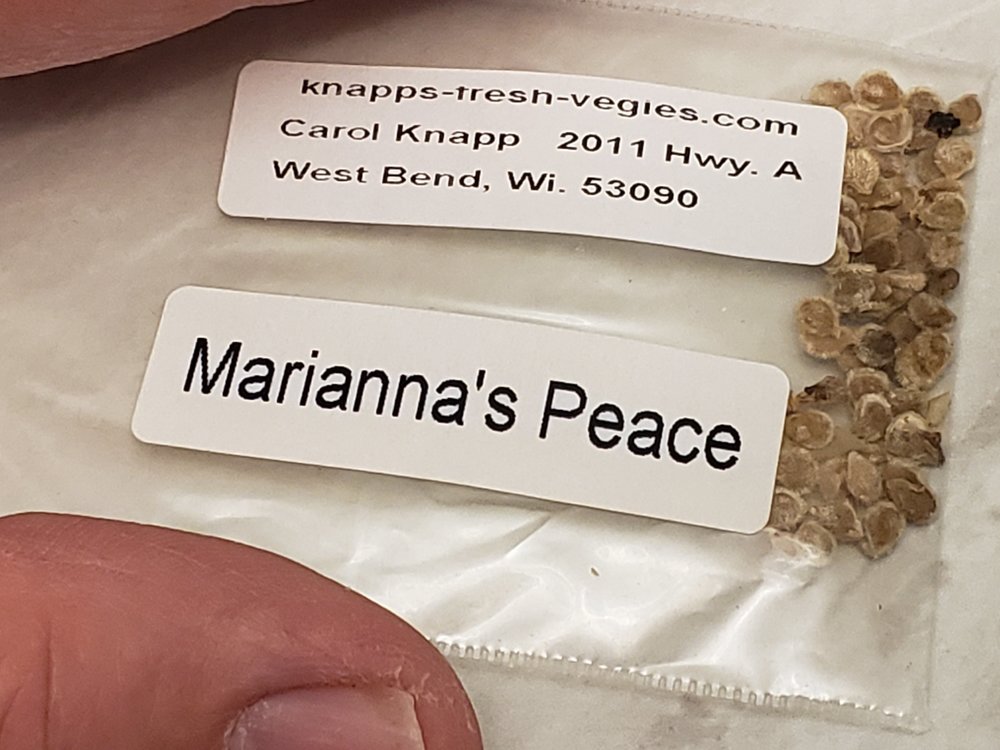 knapps-fresh-vegies.com
Carol Knapp 2011 Hwy. A
West Bend, Wi. 53090
Marianna's Peace